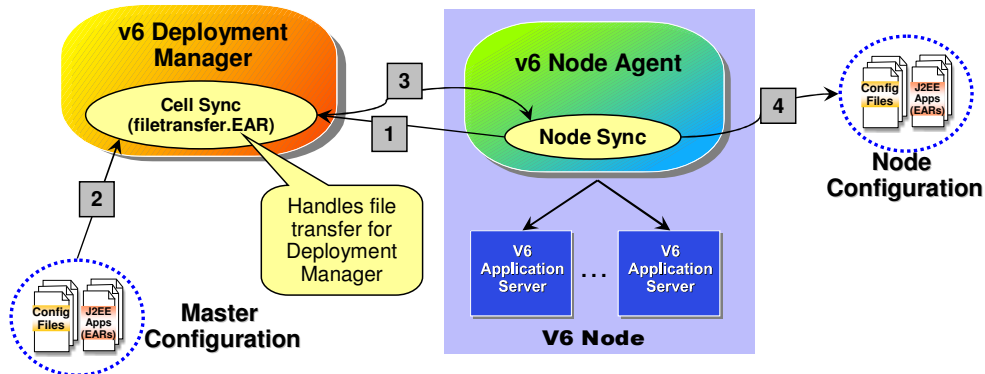 v6 Deployment
Manager
Cell Sync
(filetransfer.EAR)
3
1
2
Handles file
transfer for
Deployment
Manager
Config
Files
J2EE
Apps
(EARs)
Master
Configuration
v6 Node Agent
Node Sync
V6
Application
Server
...
V6
Application
Server
V6 Node
4
Config
Files
J2EE
Apps
(EARs)
Node
Configuration